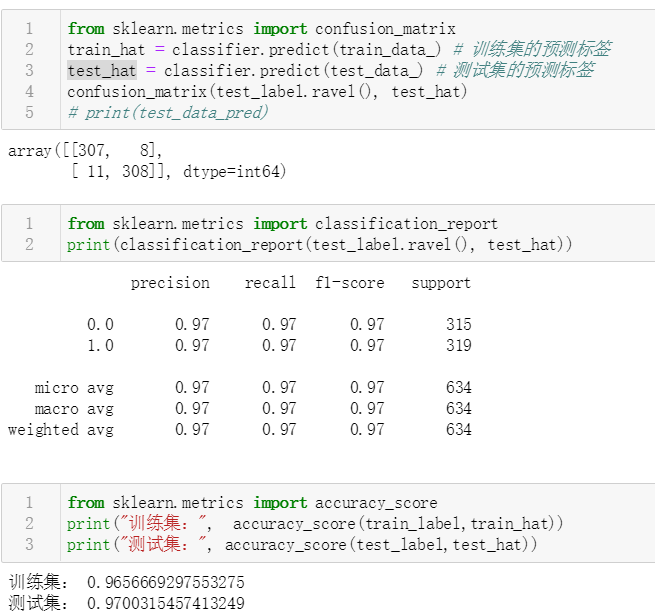 1 from sklearn.metrics import confusion_matrix
2 train_hat = classifier.predict(train_data_) # 训练集的预测标签
3 test_hat = classifier.predict(test_data_) # 测试集的预测标签
4 confusion_matrix(test_label.ravel(), test_hat)
5 # print(test_data_pred)
array([[307,   8],
       [ 11, 308]], dtype=int64)
1 from sklearn.metrics import classification_report
2 print(classification_report(test_label.ravel(), test_hat))
              precision    recall  f1-score   support
         0.0       0.97      0.97      0.97       315
         1.0       0.97      0.97      0.97       319
   micro avg       0.97      0.97      0.97       634
   macro avg       0.97      0.97      0.97       634
weighted avg       0.97      0.97      0.97       634
1 from sklearn.metrics import accuracy_score
2 print("训练集：",  accuracy_score(train_label,train_hat))
3 print("测试集：", accuracy_score(test_label,test_hat))
训练集： 0.9656669297553275
测试集： 0.9700315457413249